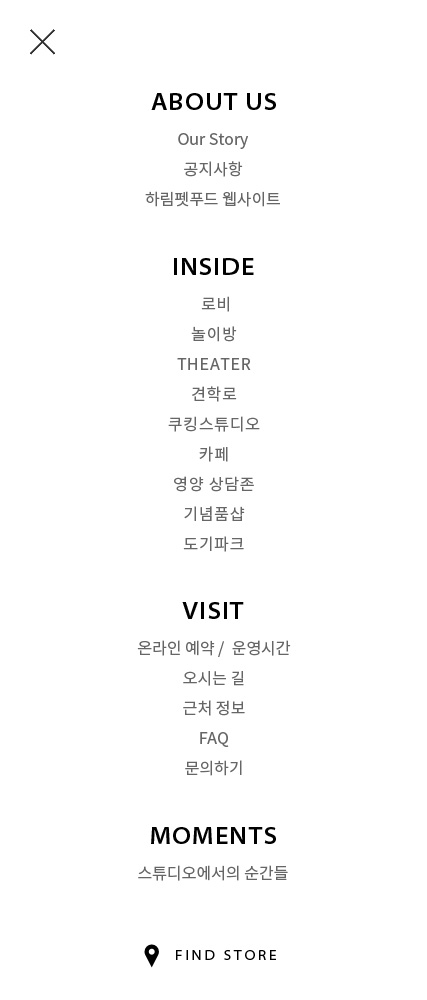 ABOUT US
Our Story
공지사항
하림펫푸드 웹사이트
INSIDE
로비
놀이방
THEATER
견학로
쿠킹스튜디오
카페
영양 상담존
기념품샵
도기파크
VISIT
온라인 예약 / 운영시간
오시는 길
근처 정보
FAQ
문의하기
MOMENTS
스튜디오에서의 순간들
FIND STORE